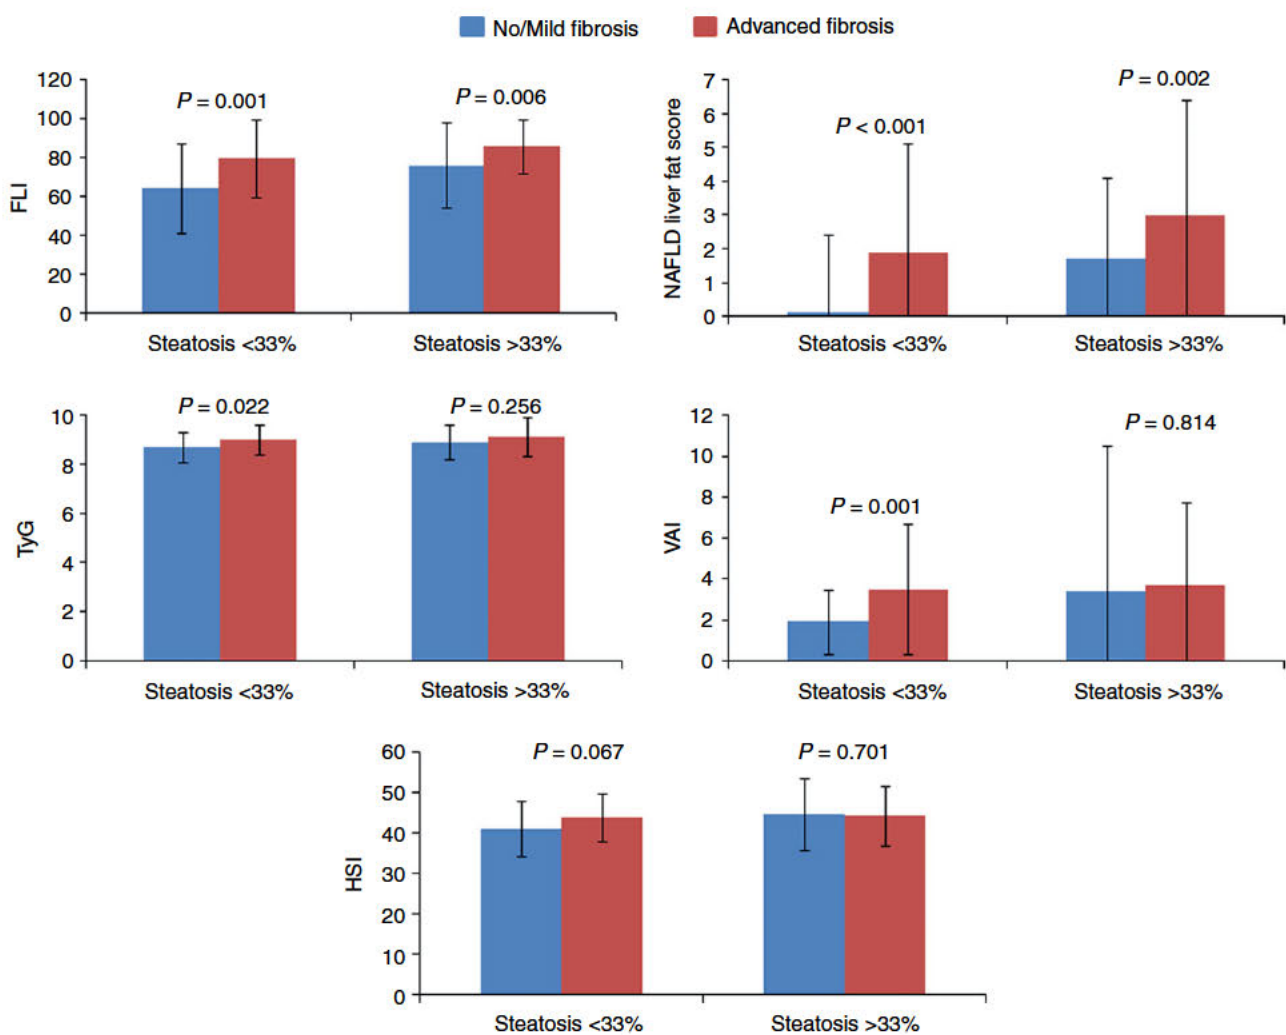 No/Mild fibrosis Advanced fibrosis
FLI
120
100
80
60
40
20
0
P = 0.001
P = 0.006
Steatosis <33% Steatosis >33%
NAFLD liver fat score
7
6
5
4
3
2
1
0
P < 0.001
P = 0.002
Steatosis <33% Steatosis >33%
TyG
10
8
6
4
2
0
P = 0.022
P = 0.256
Steatosis <33% Steatosis >33%
VAI
12
10
8
6
4
2
0
P = 0.001
P = 0.814
Steatosis <33% Steatosis >33%
HSI
60
50
40
30
20
10
0
P = 0.067
P = 0.701
Steatosis <33% Steatosis >33%